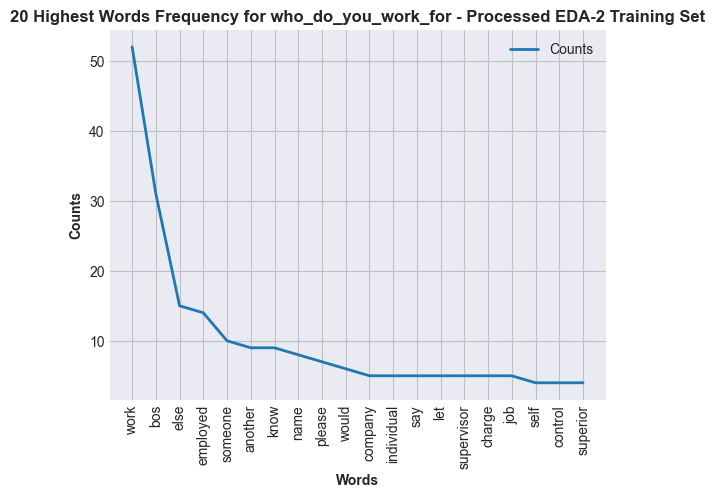 20 Highest Words Frequency for who_do_you_work_for - Processed EDA-2 Training Set
Counts
50
40
30
20
10
Counts
work
bos
else
employed
someone
another
know
name
please
would
company
individual
say
let
supervisor
charge
job
self
control
superior
Words